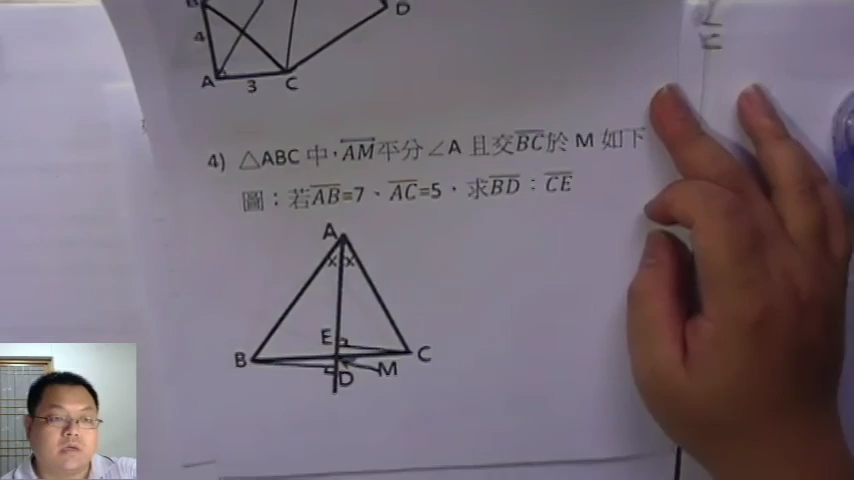 B
D
4
A
3
C
4) △ABC 中，AM平分∠A 且交BC於 M 如下
圖：若AB=7、AC=5，求BD：CE
A
x x
E
B
C
D
M